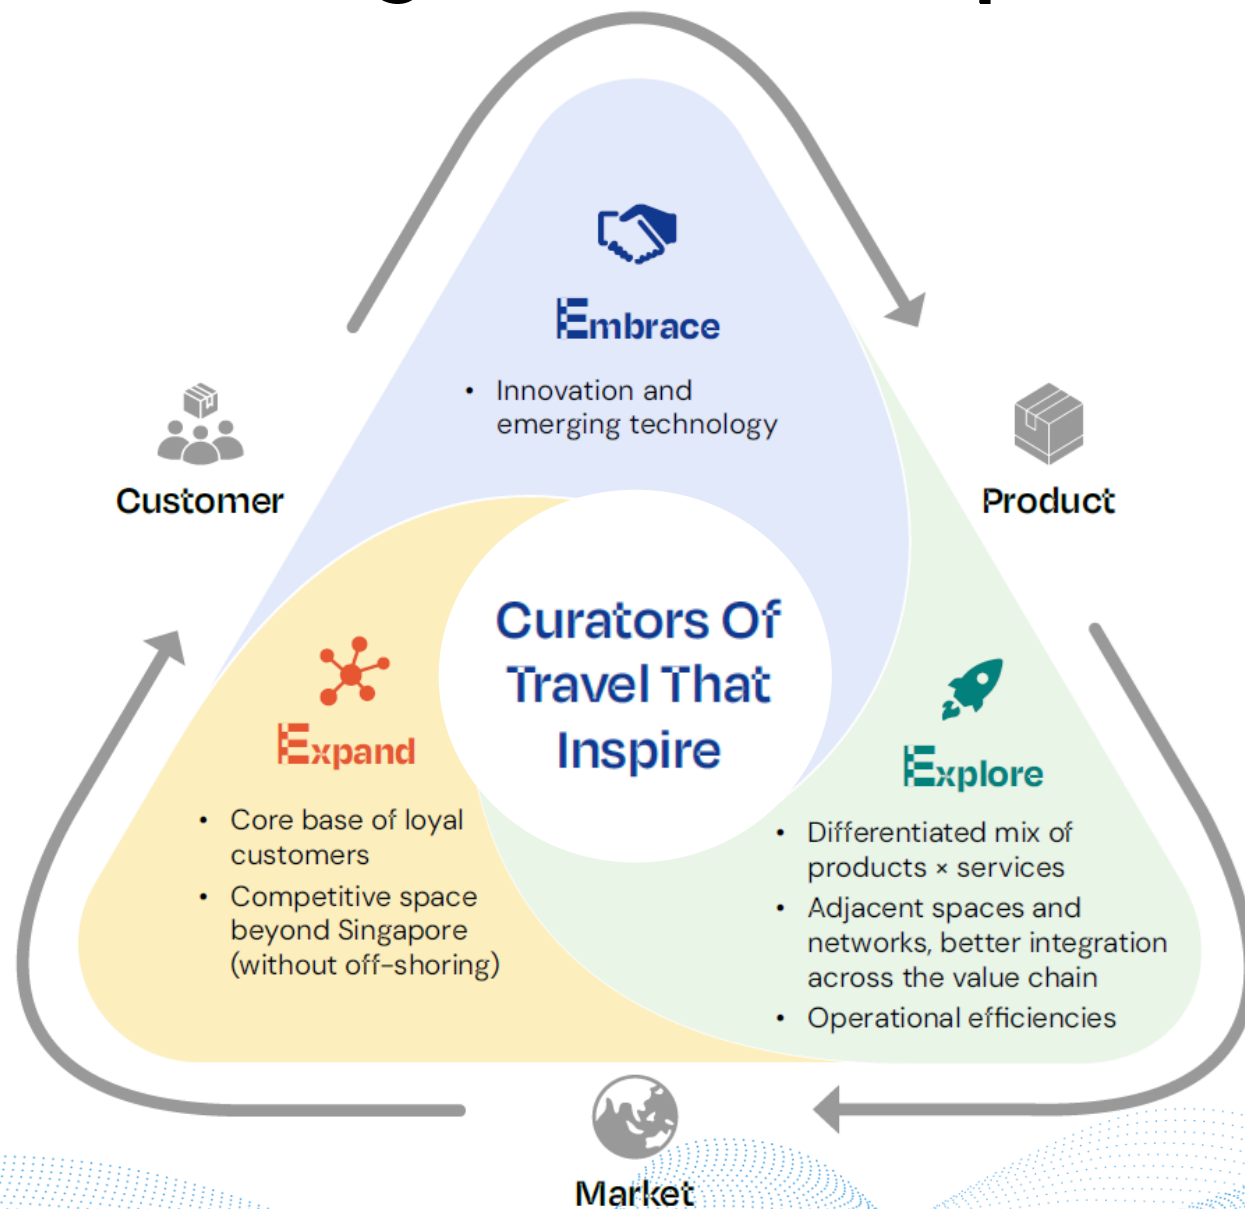 Embrace
• Innovation and
emerging technology
Customer
Product
Curators Of
Travel That
Inspire
Expand
• Core base of loyal
customers
• Competitive space
beyond Singapore
(without off-shoring)
Explore
• Differentiated mix of
products × services
• Adjacent spaces and
networks, better integration
across the value chain
• Operational efficiencies
Market